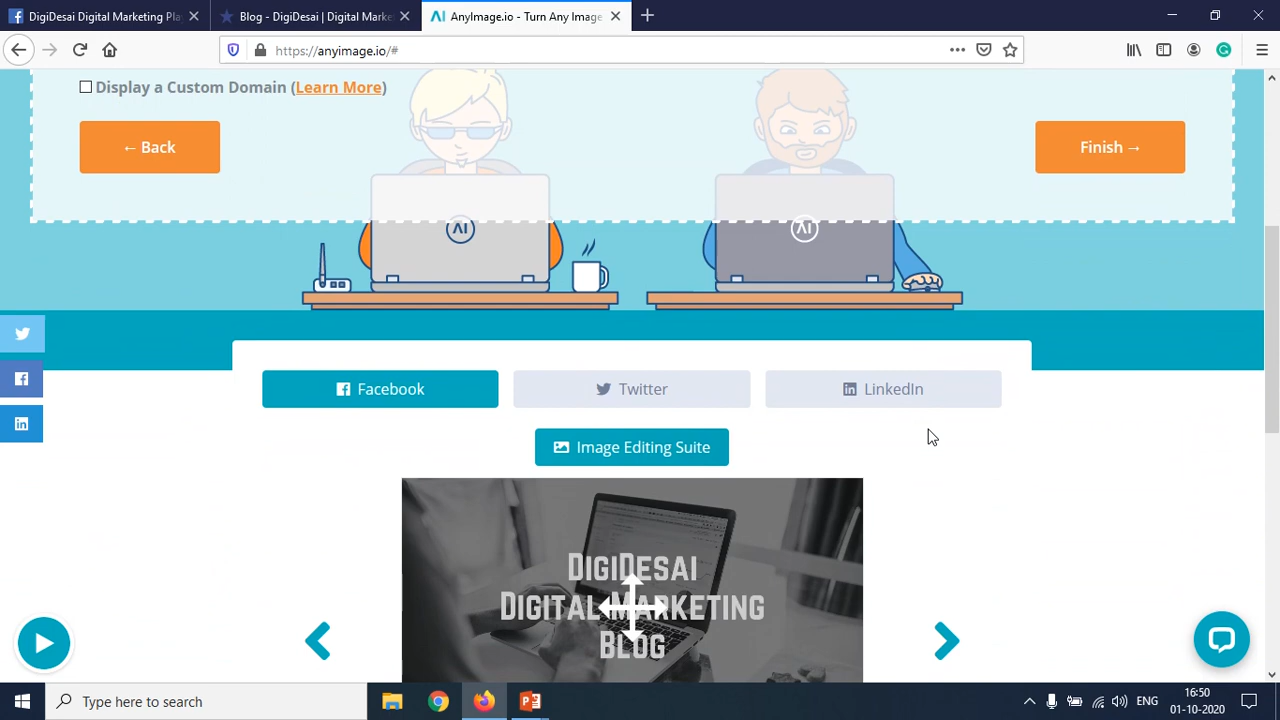 DigiDesai Digital Marketing Pla
Blog - DigiDesai | Digital Marke
AnyImage.io - Turn Any Image
https://anyimage.io/#
Display a Custom Domain (Learn More)
← Back
Finish →
AI
AI
Facebook
Twitter
LinkedIn
Image Editing Suite
DigiDesai
Digital Marketing
Blog
Type here to search
ENG
16:50
01-10-2020